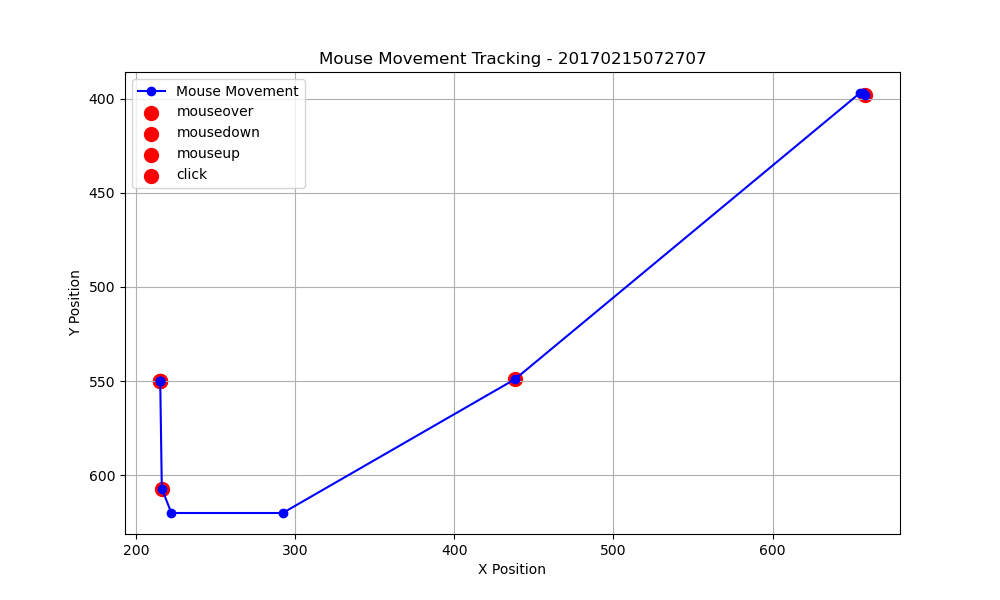 Mouse Movement Tracking - 20170215072707
Mouse Movement
mouseover
mousedown
mouseup
click
400
450
500
550
600
Y Position
200
300
400
500
600
X Position